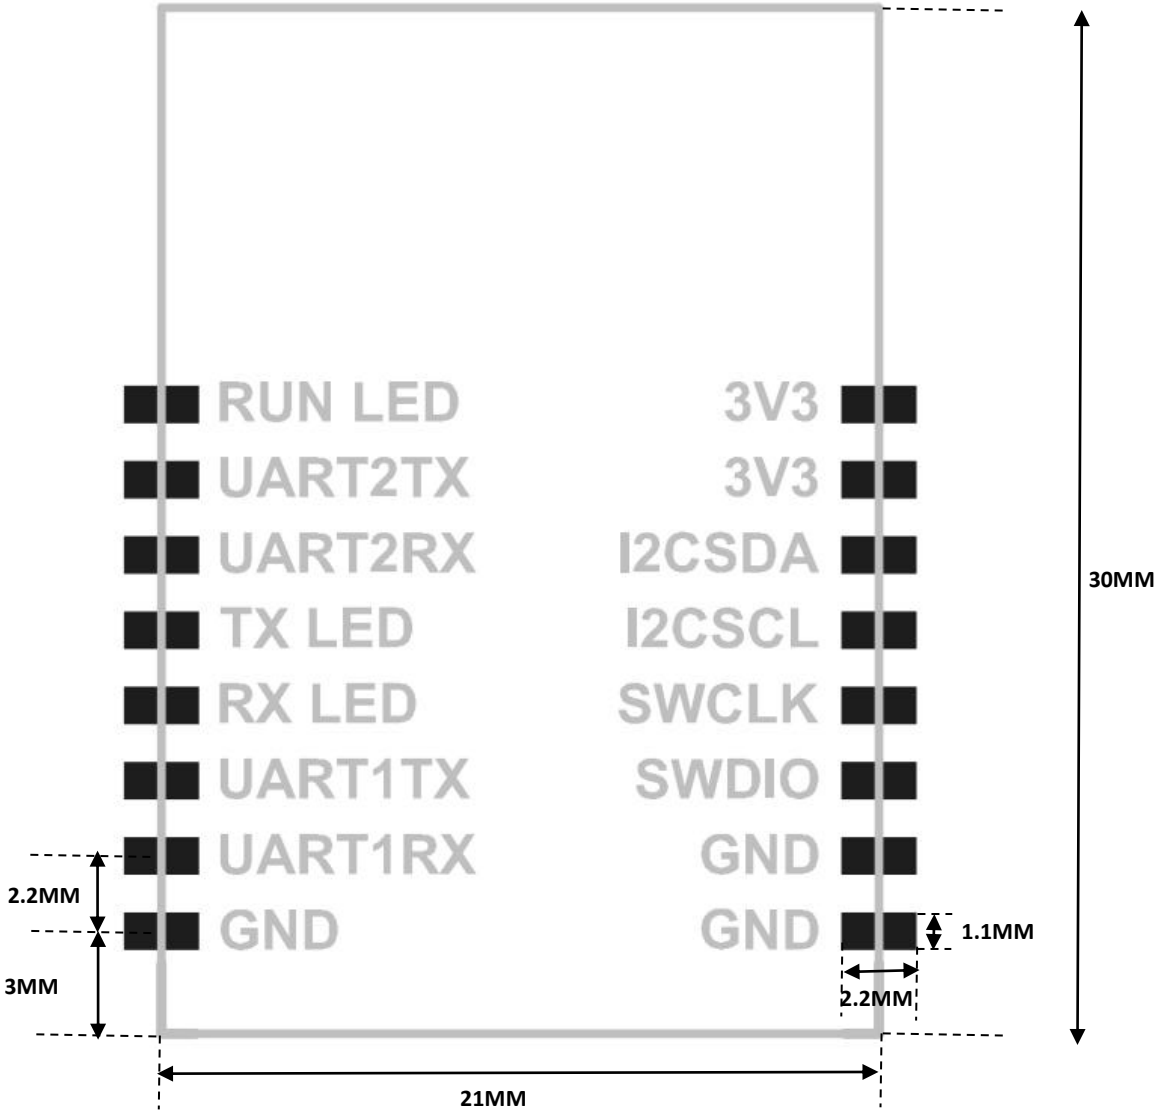 RUN LED 3V3
UART2TX 3V3
UART2RX I2CSDA
TX LED I2CSCL
30MM
RX LED SWCLK
UART1TX SWDIO
UART1RX GND
2.2MM
GND GND 1.1MM
3MM
2.2MM
21MM